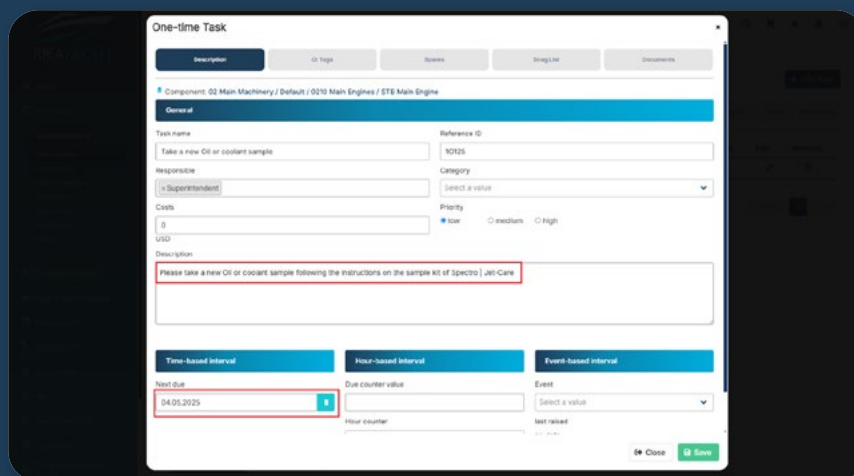 One-time Task
Description
QI Tags
Spares
Snag List
Documents
Component: 02 Main Machinery / Default / 0210 Main Engines / STB Main Engine
General
Task name
Reference ID
Take a new Oil or coolant sample
10125
Responsible
Category
× Superintendent
Select a value
Costs
Priority
0
low medium high
USD
Description
Please take a new Oil or coolant sample following the instructions on the sample kit of Spectro | Jet-Care
Time-based interval
Hour-based interval
Event-based interval
Next due
Due counter value
Event
04.05.2025
Select a value
Hour counter
last raised
Close
Save